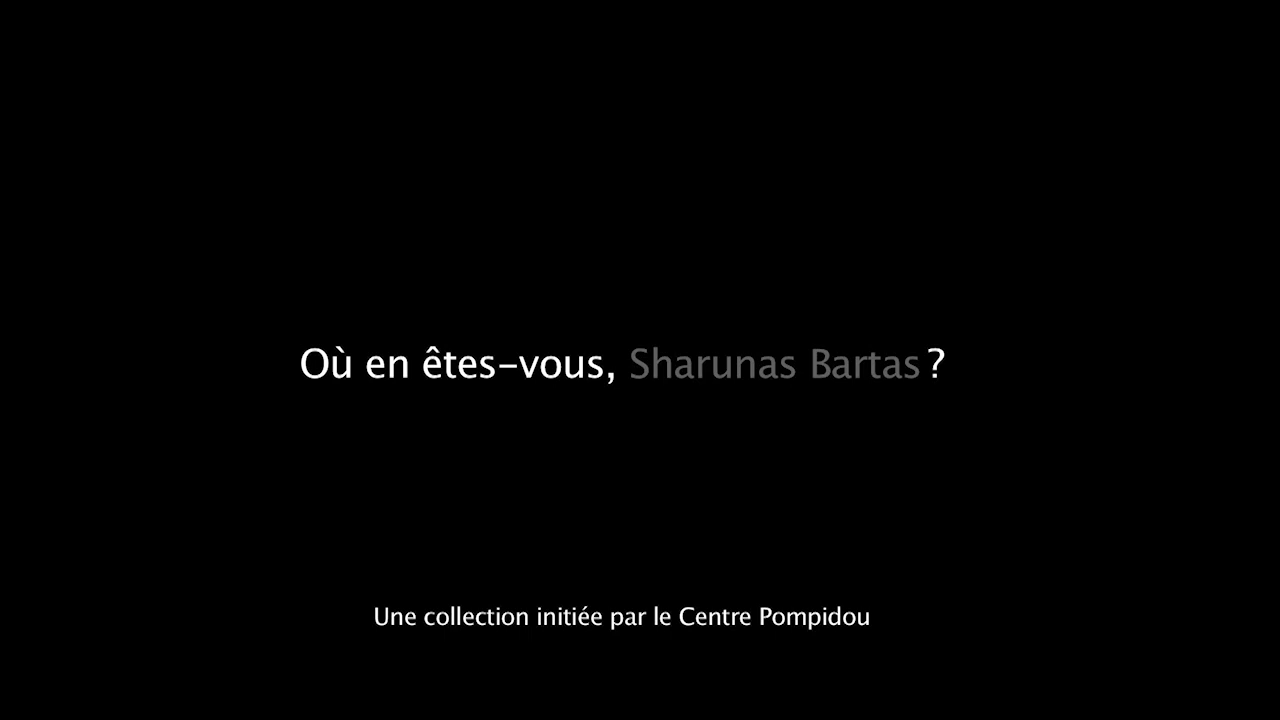 Où en êtes-vous, Sharunas Bartas ?
Une collection initiée par le Centre Pompidou